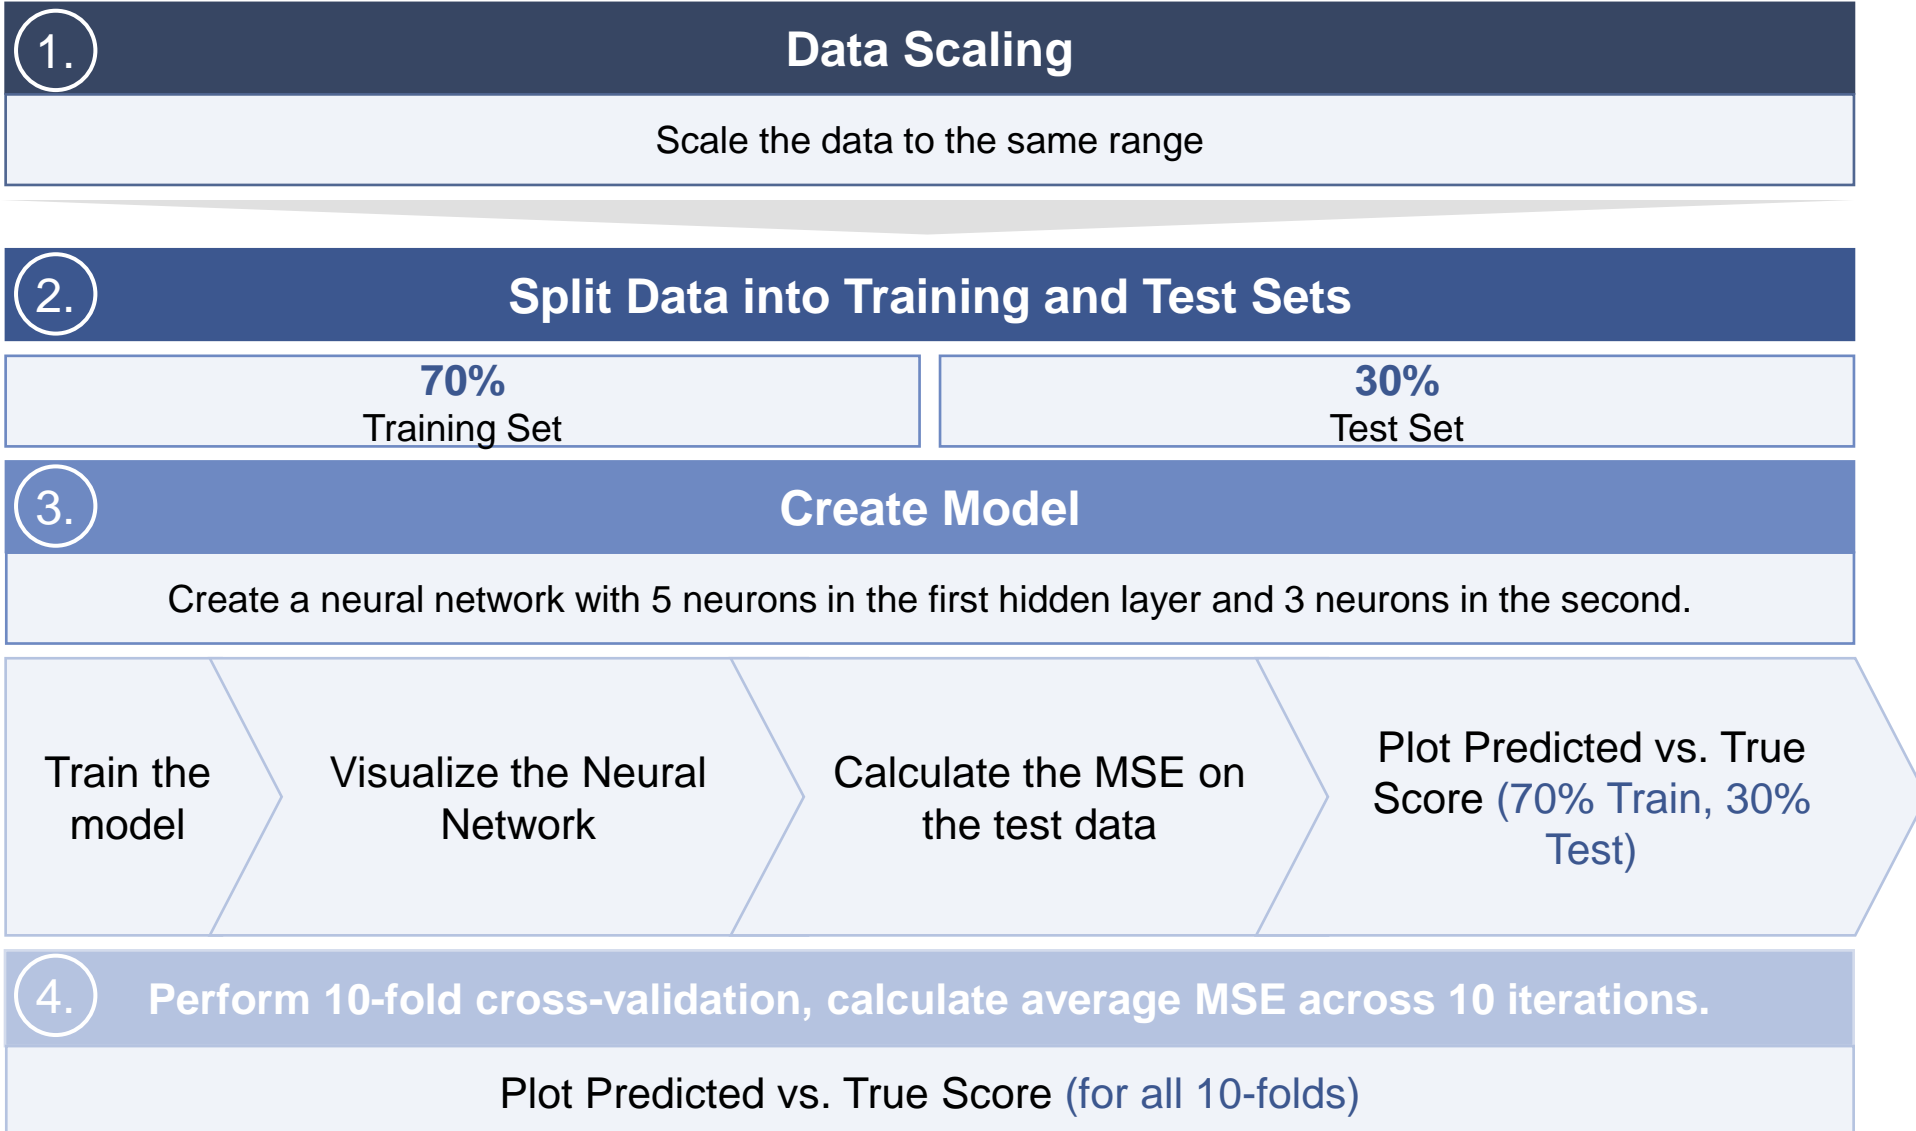 1.
Data Scaling
Scale the data to the same range
2.
Split Data into Training and Test Sets
70%
Training Set
30%
Test Set
3.
Create Model
Create a neural network with 5 neurons in the first hidden layer and 3 neurons in the second.
Train the
model
Visualize the Neural
Network
Calculate the MSE on
the test data
Plot Predicted vs. True
Score (70% Train, 30%
Test)
4.
Perform 10-fold cross-validation, calculate average MSE across 10 iterations.
Plot Predicted vs. True Score (for all 10-folds)